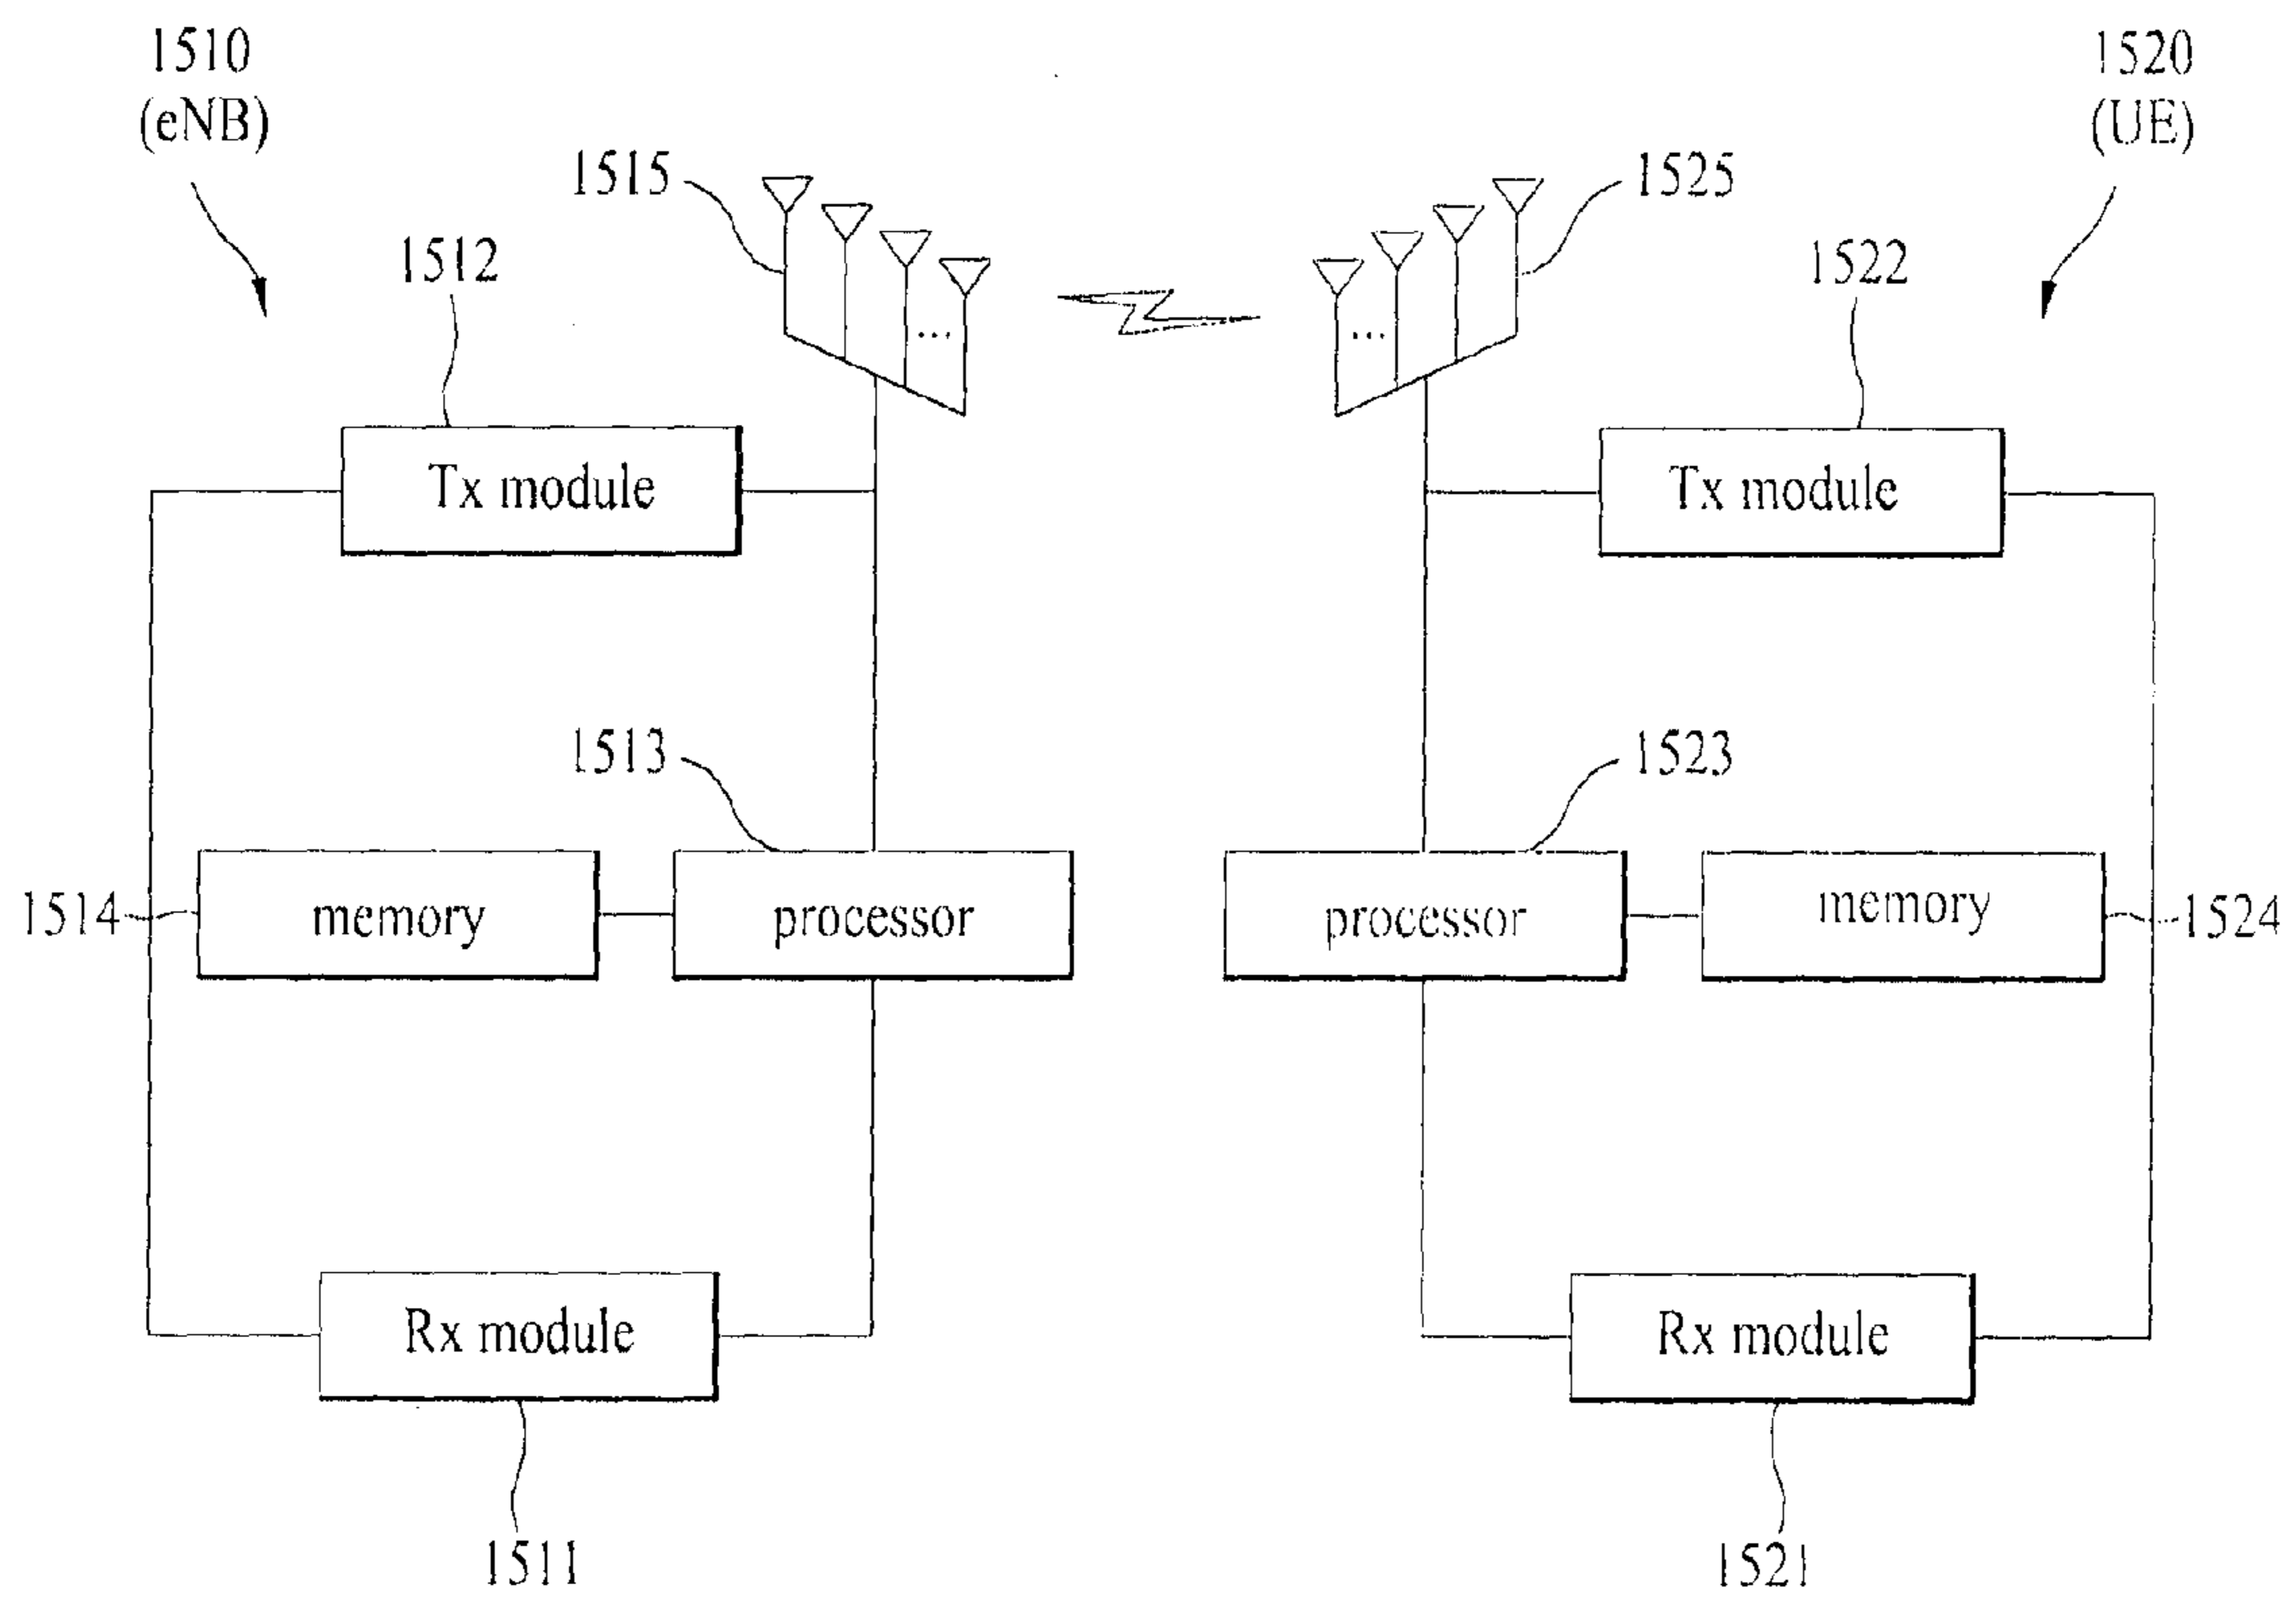 1510
(eNB)
1520
(UE)
1515
1525
1512
1522
Tx module
Tx module
1513
1523
1514
memory
processor
processor
memory
1524
Rx module
Rx module
1511
1521